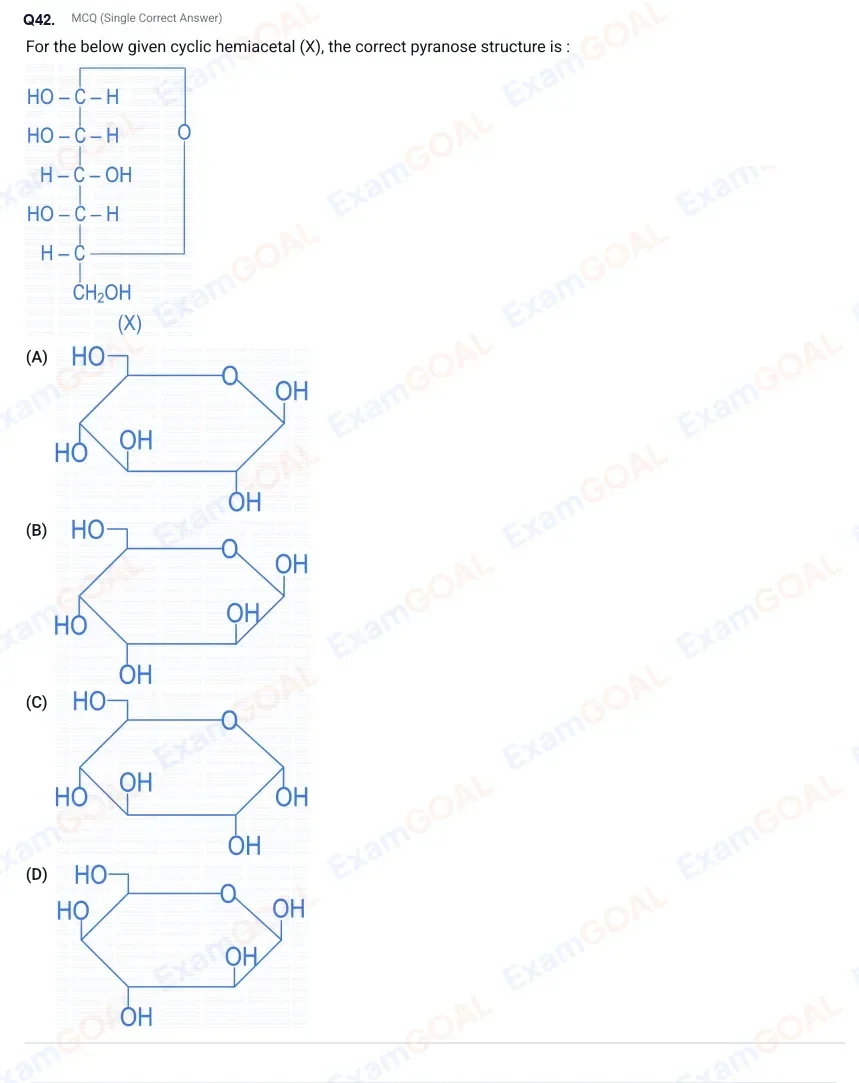 Q42. MCQ (Single Correct Answer)
For the below given cyclic hemiacetal (X), the correct pyranose structure is :
HO – C – H
HO – C – H
O
H – C – OH
HO – C – H
H – C
CH₂OH
(X)
(A) HO
O
OH
OH
HO
OH
(B) HO
O
OH
OH
HO
OH
(C) HO
O
OH
HO
OH
OH
(D) HO
O
HO
OH
OH
OH
ExamGOAL